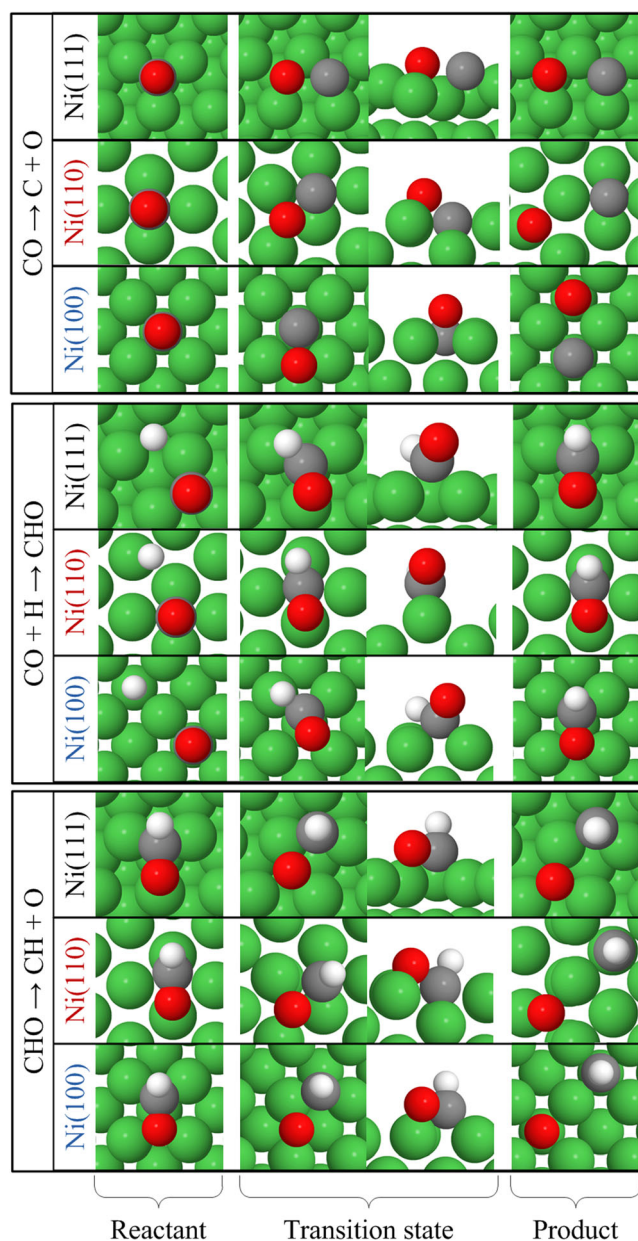 CO → C + O
Ni(111)
Ni(110)
Ni(100)
CO + H → CHO
Ni(111)
Ni(110)
Ni(100)
CHO → CH + O
Ni(111)
Ni(110)
Ni(100)
Reactant
Transition state
Product